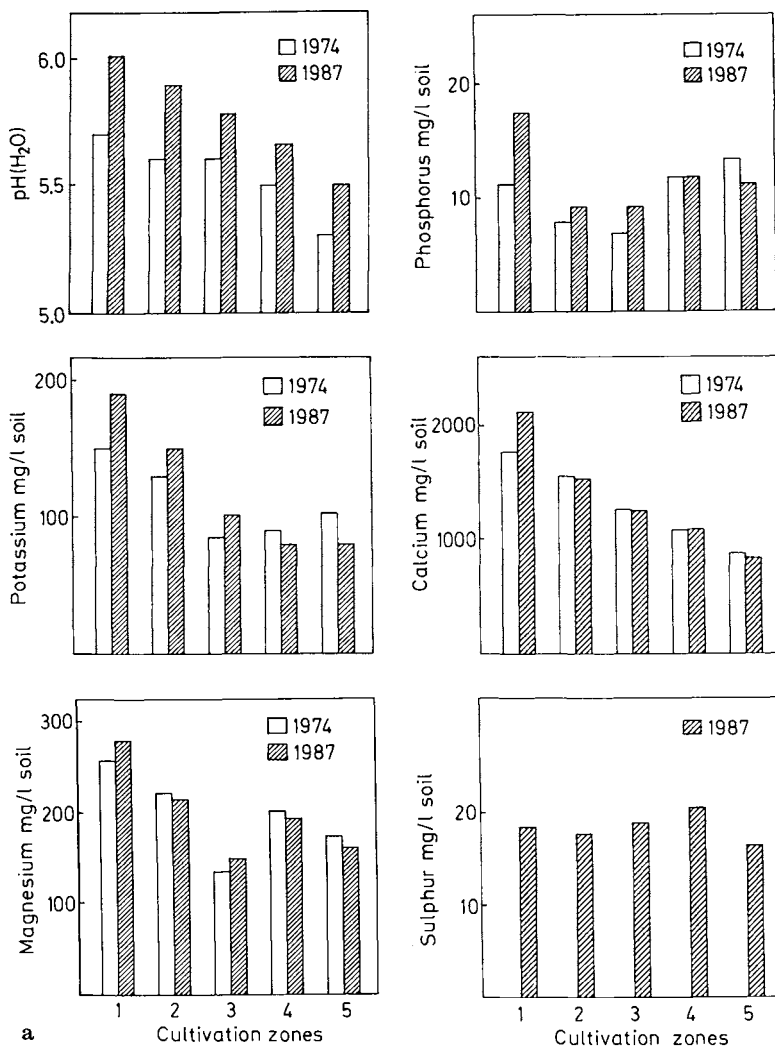 6.0
5.5
5.0
pH(H₂O)
1974
1987
20
10
Phosphorus mg/l soil
1974
1987
200
100
Potassium mg/l soil
1974
1987
2000
1000
Calcium mg/l soil
1974
1987
300
200
100
Magnesium mg/l soil
1974
1987
1 2 3 4 5
Cultivation zones
20
10
Sulphur mg/l soil
1987
1 2 3 4 5
Cultivation zones
a